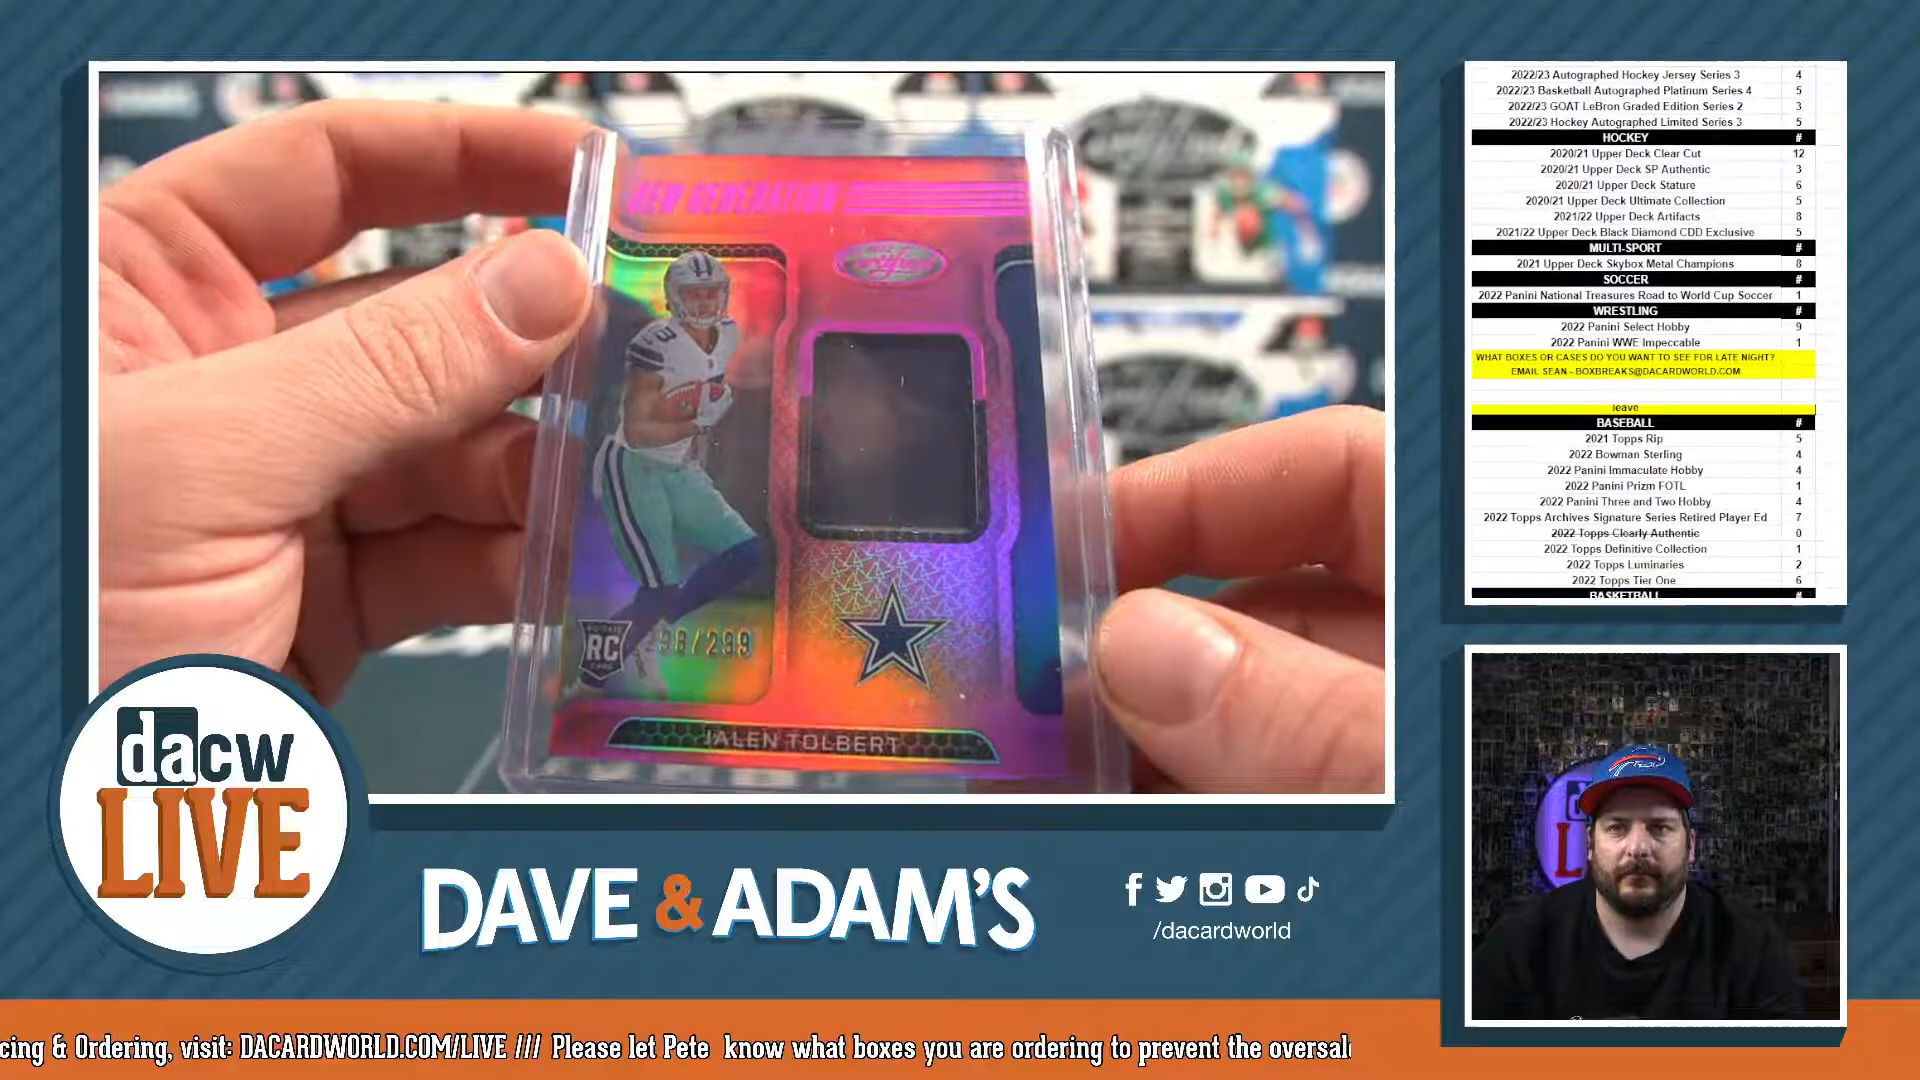 NEW GENERATION
13
RC
98/299
JALEN TOLBERT
dacw
LIVE
DAVE & ADAM'S
/dacardworld
cing & Ordering, visit: DACARDWORLD.COM/LIVE /// Please let Pete know what boxes you are ordering to prevent the oversal
2022/23 Autographed Hockey Jersey Series 3 4
2022/23 Basketball Autographed Platinum Series 4 5
2022/23 GOAT LeBron Graded Edition Series 2 3
2022/23 Hockey Autographed Limited Series 3 5
HOCKEY #
2020/21 Upper Deck Clear Cut 12
2020/21 Upper Deck SP Authentic 3
2020/21 Upper Deck Stature 6
2020/21 Upper Deck Ultimate Collection 5
2021/22 Upper Deck Artifacts 8
2021/22 Upper Deck Black Diamond CDD Exclusive 5
MULTI-SPORT #
2021 Upper Deck Skybox Metal Champions 8
SOCCER #
2022 Panini National Treasures Road to World Cup Soccer 1
WRESTLING #
2022 Panini Select Hobby 9
2022 Panini WWE Impeccable 1
WHAT BOXES OR CASES DO YOU WANT TO SEE FOR LATE NIGHT?
EMAIL SEAN - BOXBREAKS@DACARDWORLD.COM
leave
BASEBALL #
2021 Topps Rip 5
2022 Bowman Sterling 4
2022 Panini Immaculate Hobby 4
2022 Panini Prizm FOTL 1
2022 Panini Three and Two Hobby 4
2022 Topps Archives Signature Series Retired Player Ed 7
2022 Topps Clearly Authentic 0
2022 Topps Definitive Collection 1
2022 Topps Luminaries 2
2022 Topps Tier One 6
BASKETBALL #